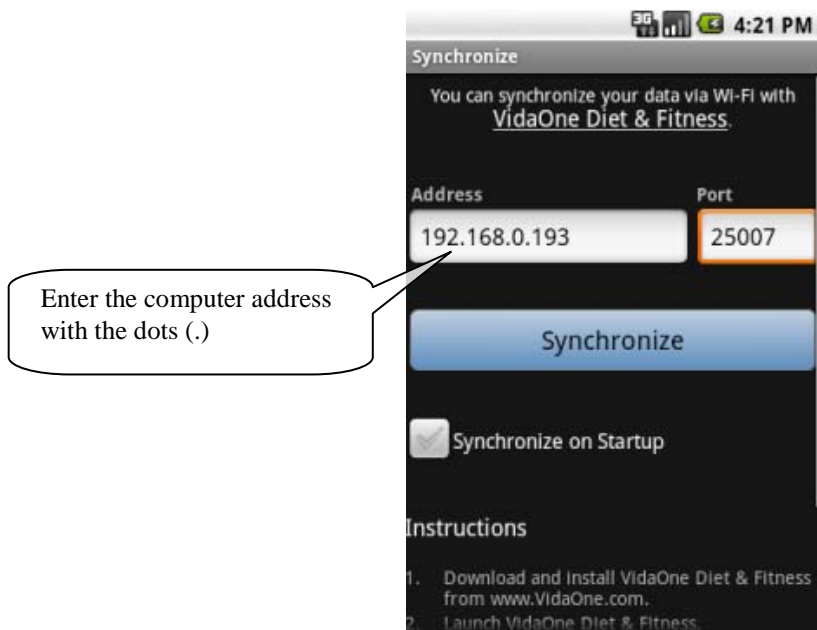 3G
4:21 PM
Synchronize
You can synchronize your data via Wi-Fi with
VidaOne Diet & Fitness.
Address
Port
192.168.0.193
25007
Enter the computer address
with the dots (.)
Synchronize
Synchronize on Startup
Instructions
1. Download and install VidaOne Diet & Fitness
from www.VidaOne.com.
2. Launch VidaOne Diet & Fitness.